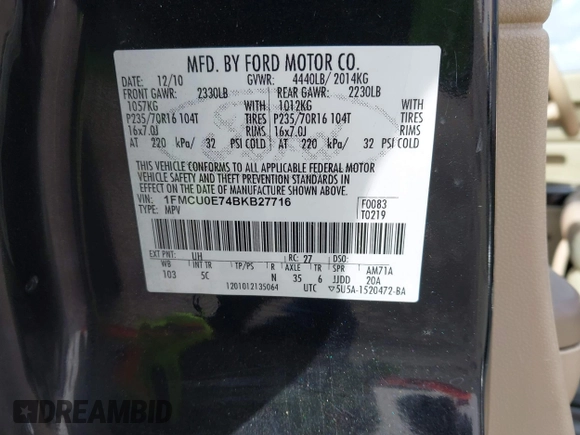 MFD. BY FORD MOTOR CO.
DATE: 12/10 GVWR: 4440LB/ 2014KG
FRONT GAWR: 2330LB REAR GAWR: 2230LB
1057KG WITH 1012KG WITH
P235/70R16 104T TIRES P235/70R16 104T TIRES
16x7.0J RIMS 16x7.0J RIMS
AT 220 kPa/ 32 PSI COLD AT 220 kPa/ 32 PSI COLD
THIS VEHICLE CONFORMS TO ALL APPLICABLE FEDERAL MOTOR
VEHICLE SAFETY AND THEFT PREVENTION STANDARDS IN EFFECT
ON THE DATE OF MANUFACTURE SHOWN ABOVE.
VIN: 1FMCU0E74BKB27716 F0083
TYPE: MPV T0219
EXT PNT: UH RC: 27 DSO:
WB INT TR TP/PS R AXLE TR SPR AM71A
103 5C N 35 6 JJDD 20A
1201012135064 UTC ▽5U5A-1520472-BA
DREAMBID